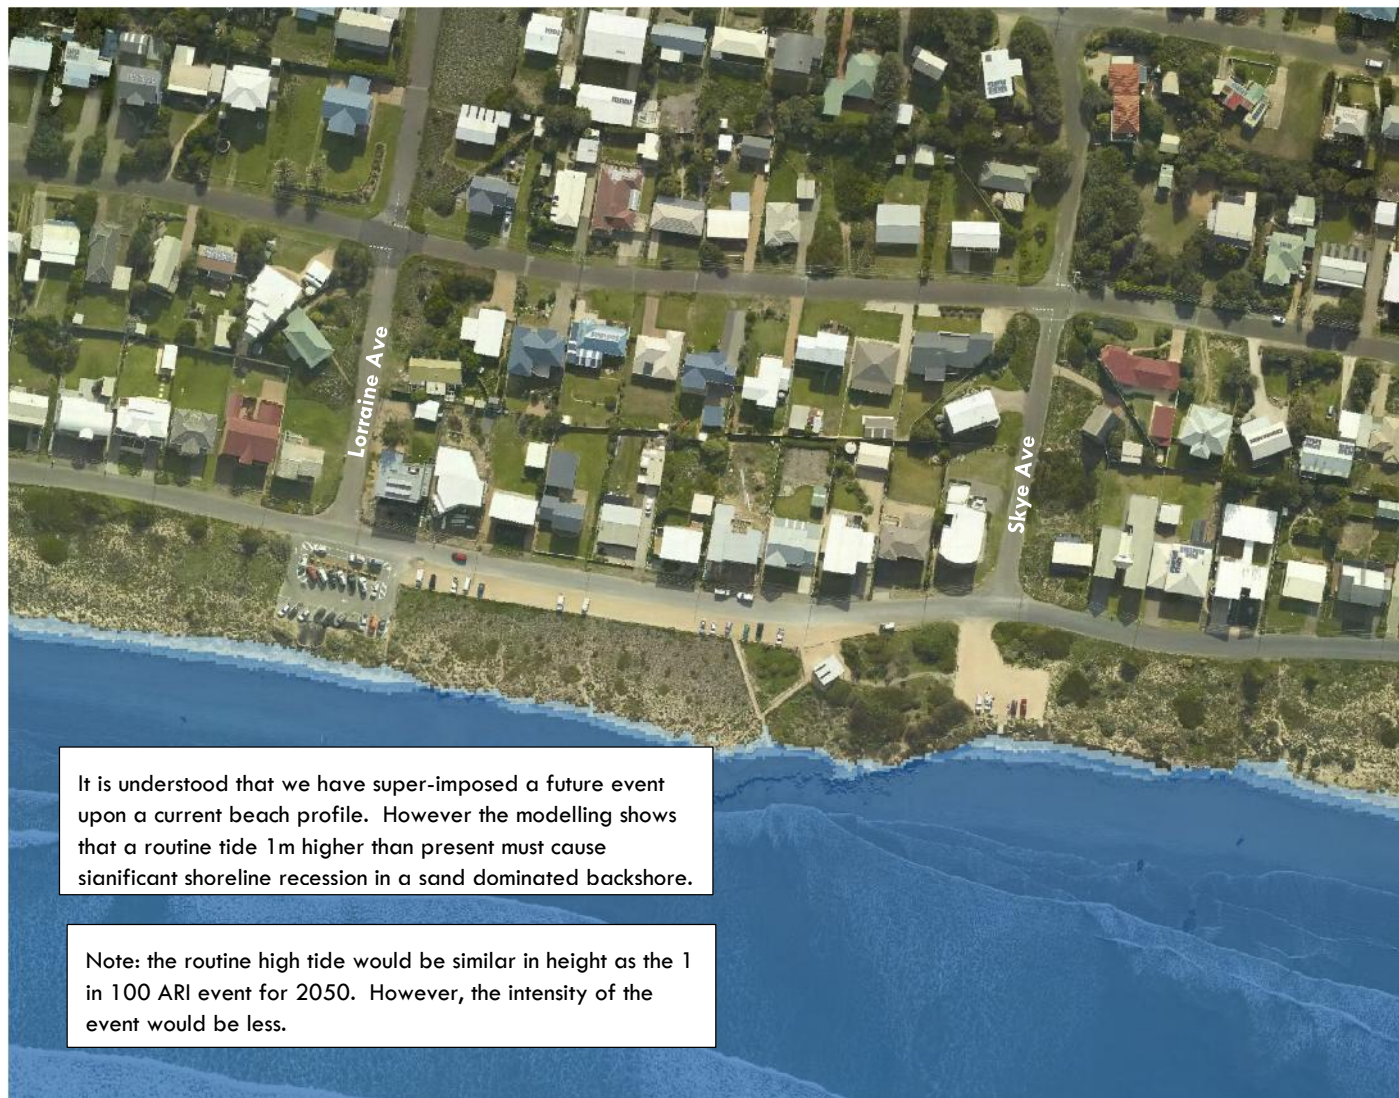 Lorraine Ave
Skye Ave
It is understood that we have super-imposed a future event
upon a current beach profile.  However the modelling shows
that a routine tide 1m higher than present must cause
sianificant shoreline recession in a sand dominated backshore.
Note: the routine high tide would be similar in height as the 1
in 100 ARI event for 2050.  However, the intensity of the
event would be less.